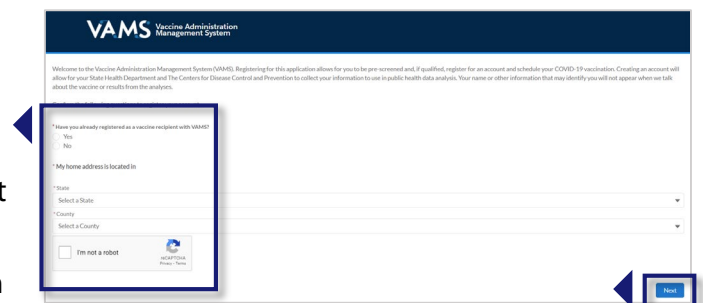 VAMS Vaccine Administration
Management System
Welcome to the Vaccine Administration Management System (VAMS). Registering for this application allows for you to be pre-screened and, if qualified, register for an account and schedule your COVID-19 vaccination. Creating an account will
allow for your State Health Department and The Centers for Disease Control and Prevention to collect your information to use in public health data analysis. Your name or other information that may identify you will not appear when we talk
about the vaccine or results from the analyses.
* Have you already registered as a vaccine recipient with VAMS?
Yes
No
* My home address is located in
* State
Select a State
* County
Select a County
I'm not a robot
reCAPTCHA
Privacy - Terms
Next